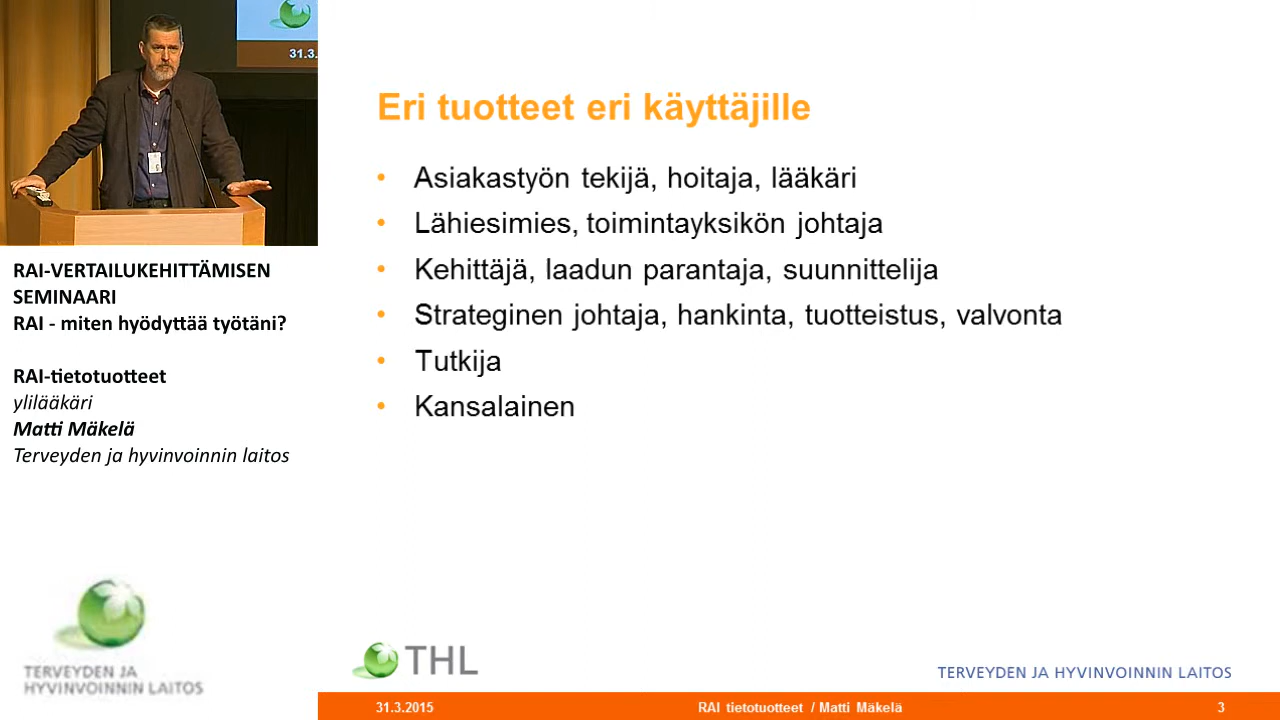 31.3.
RAI-VERTAILUKEHITTÄMISEN
SEMINAARI
RAI - miten hyödyttää työtäni?
RAI-tietotuotteet
ylilääkäri
Matti Mäkelä
Terveyden ja hyvinvoinnin laitos
TERVEYDEN JA
HYVINVOINNIN LAITOS
Eri tuotteet eri käyttäjille
• Asiakastyön tekijä, hoitaja, lääkäri
• Lähiesimies, toimintayksikön johtaja
• Kehittäjä, laadun parantaja, suunnittelija
• Strateginen johtaja, hankinta, tuotteistus, valvonta
• Tutkija
• Kansalainen
THL
TERVEYDEN JA HYVINVOINNIN LAITOS
31.3.2015 RAI tietotuotteet / Matti Mäkelä 3